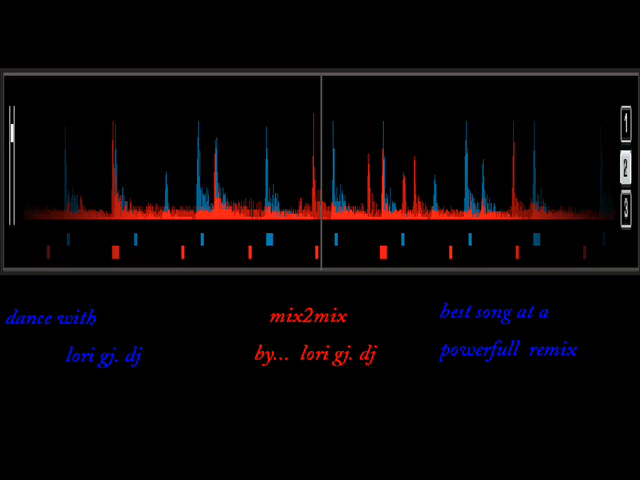 1
2
3
dance with
lori gj. dj
mix2mix
by... lori gj. dj
best song at a
powerfull remix